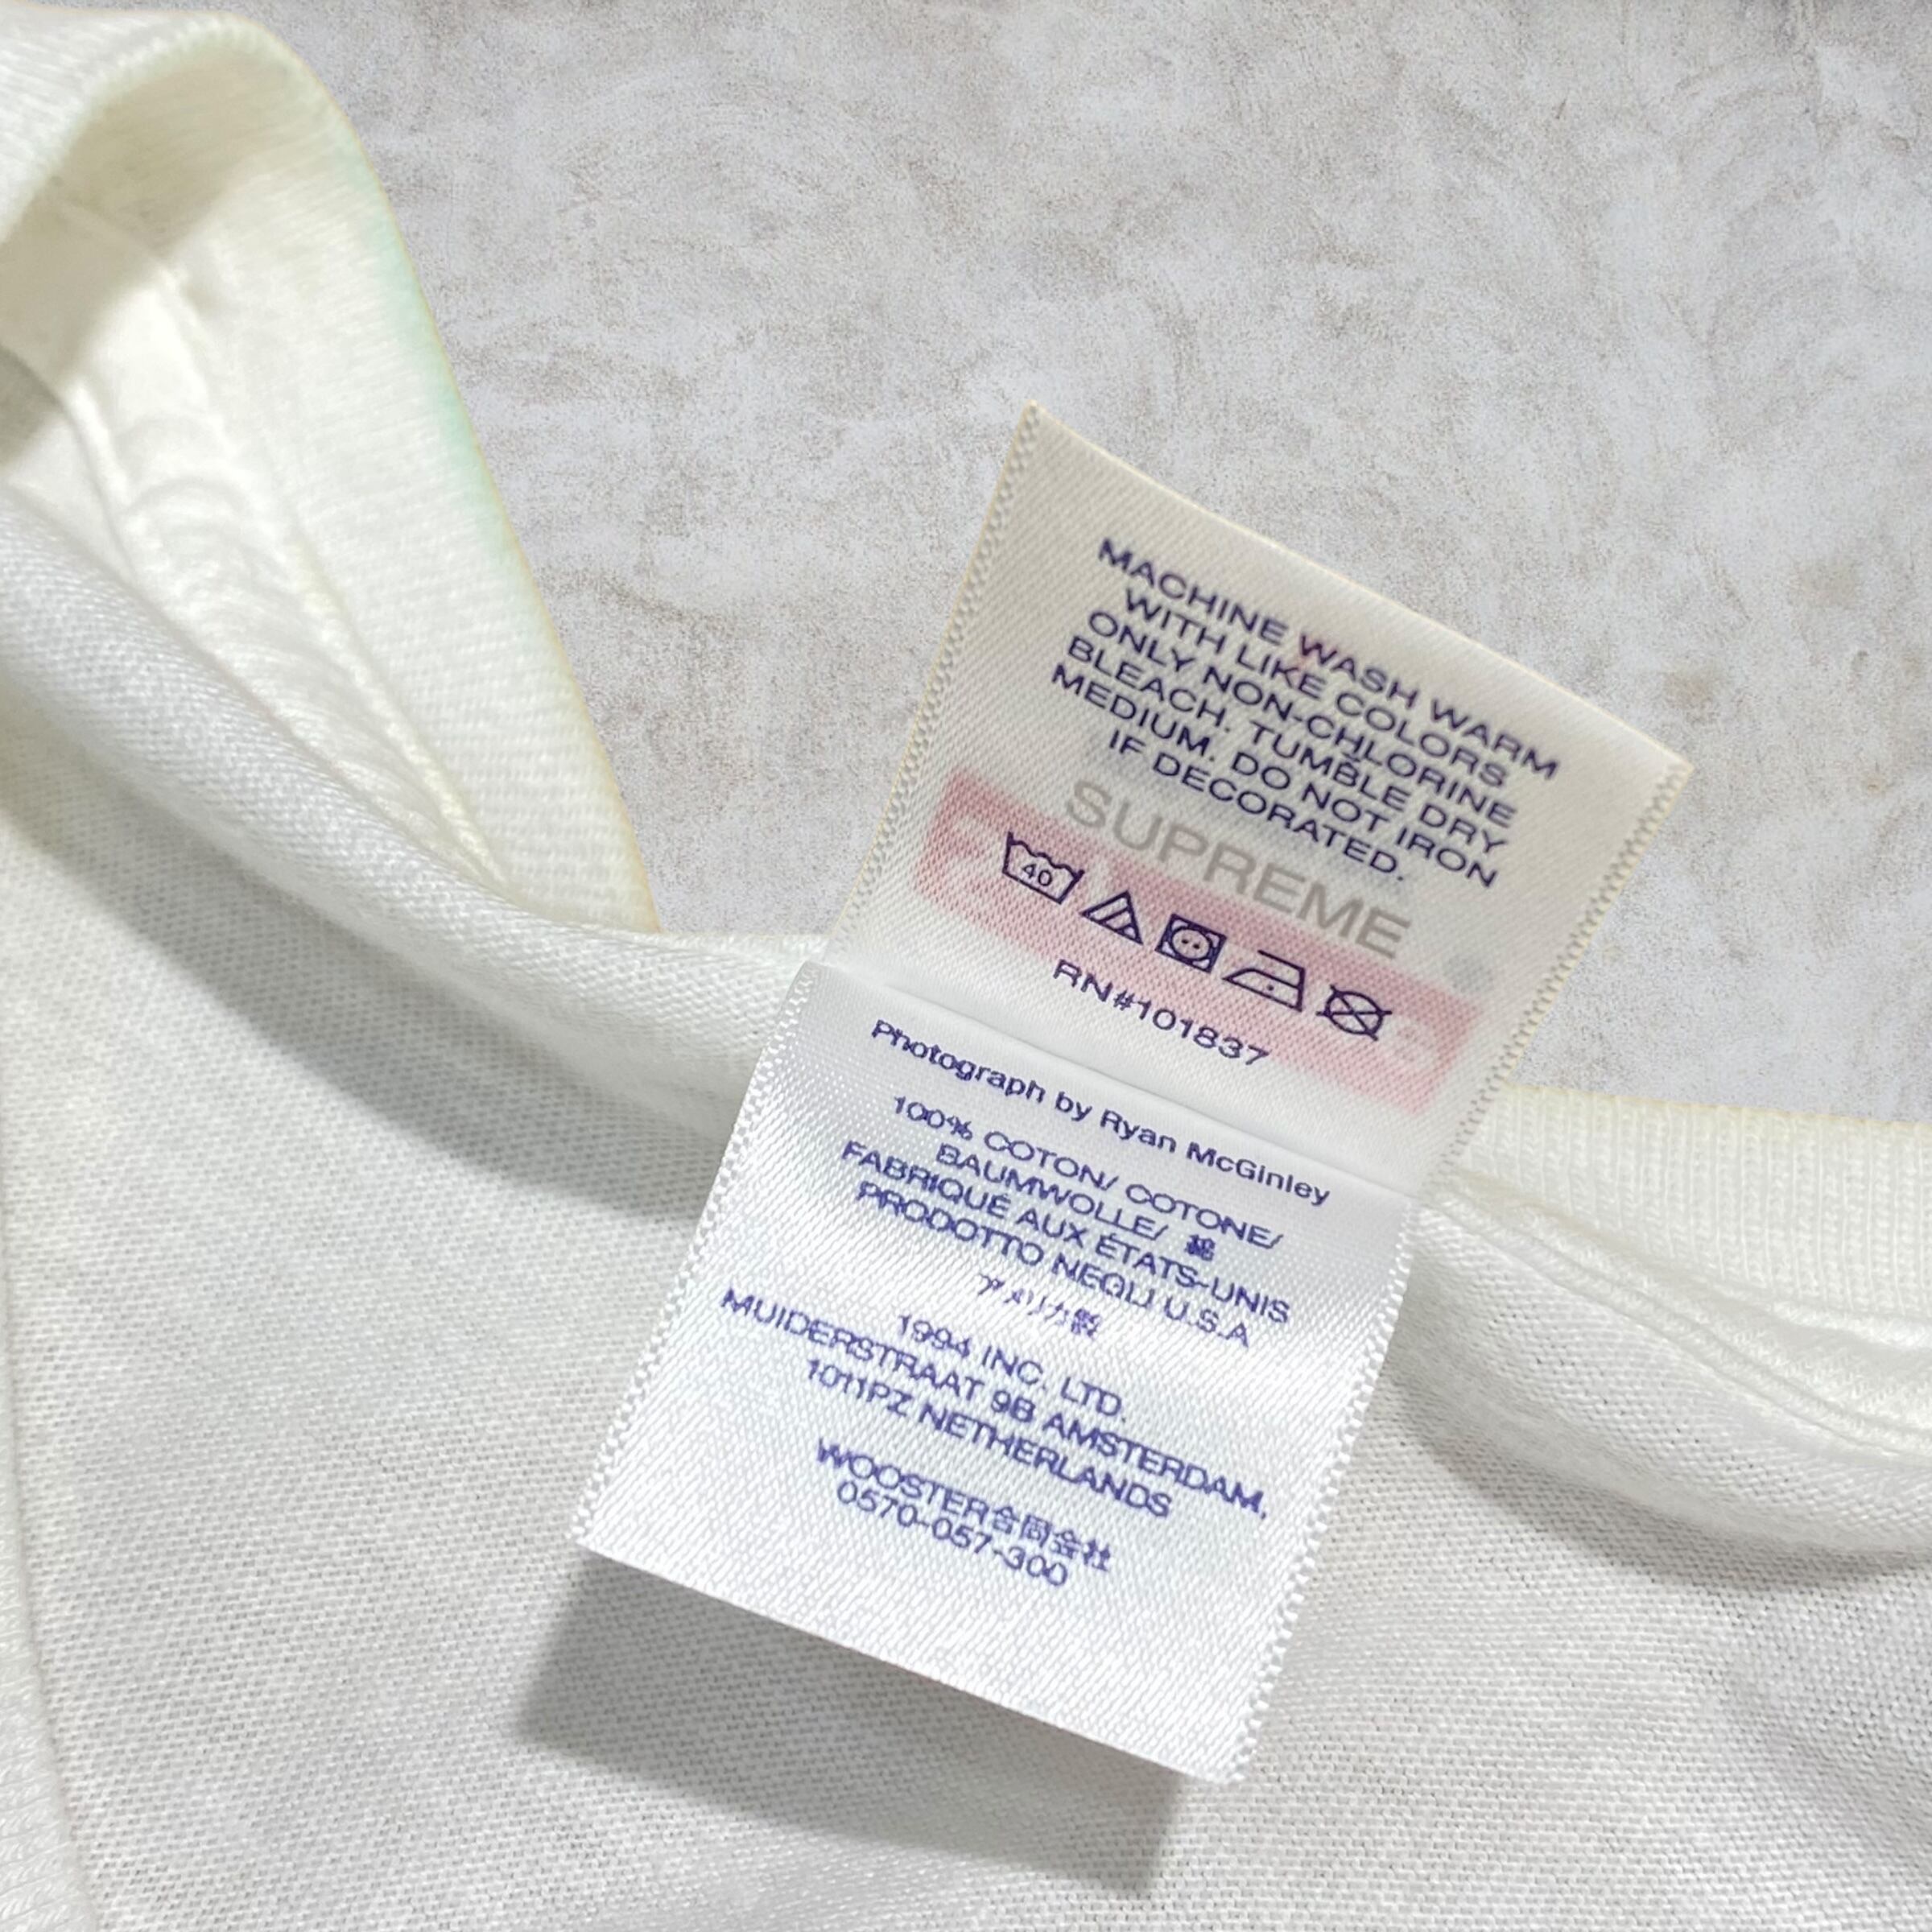 MACHINE WASH WARM
WITH LIKE COLORS
ONLY NON-CHLORINE
BLEACH. TUMBLE DRY
MEDIUM. DO NOT IRON
IF DECORATED.
SUPREME
40
RN#101837
Photograph by Ryan McGinley
100% COTON/ COTONE/
BAUMWOLLE/ 綿
FABRIQUÉ AUX ÉTATS-UNIS
PRODOTTO NEGLI U.S.A
アメリカ製
1994 INC. LTD.
MUIDERSTRAAT 9B AMSTERDAM,
1011PZ NETHERLANDS
WOOSTER合同会社
0570-057-300